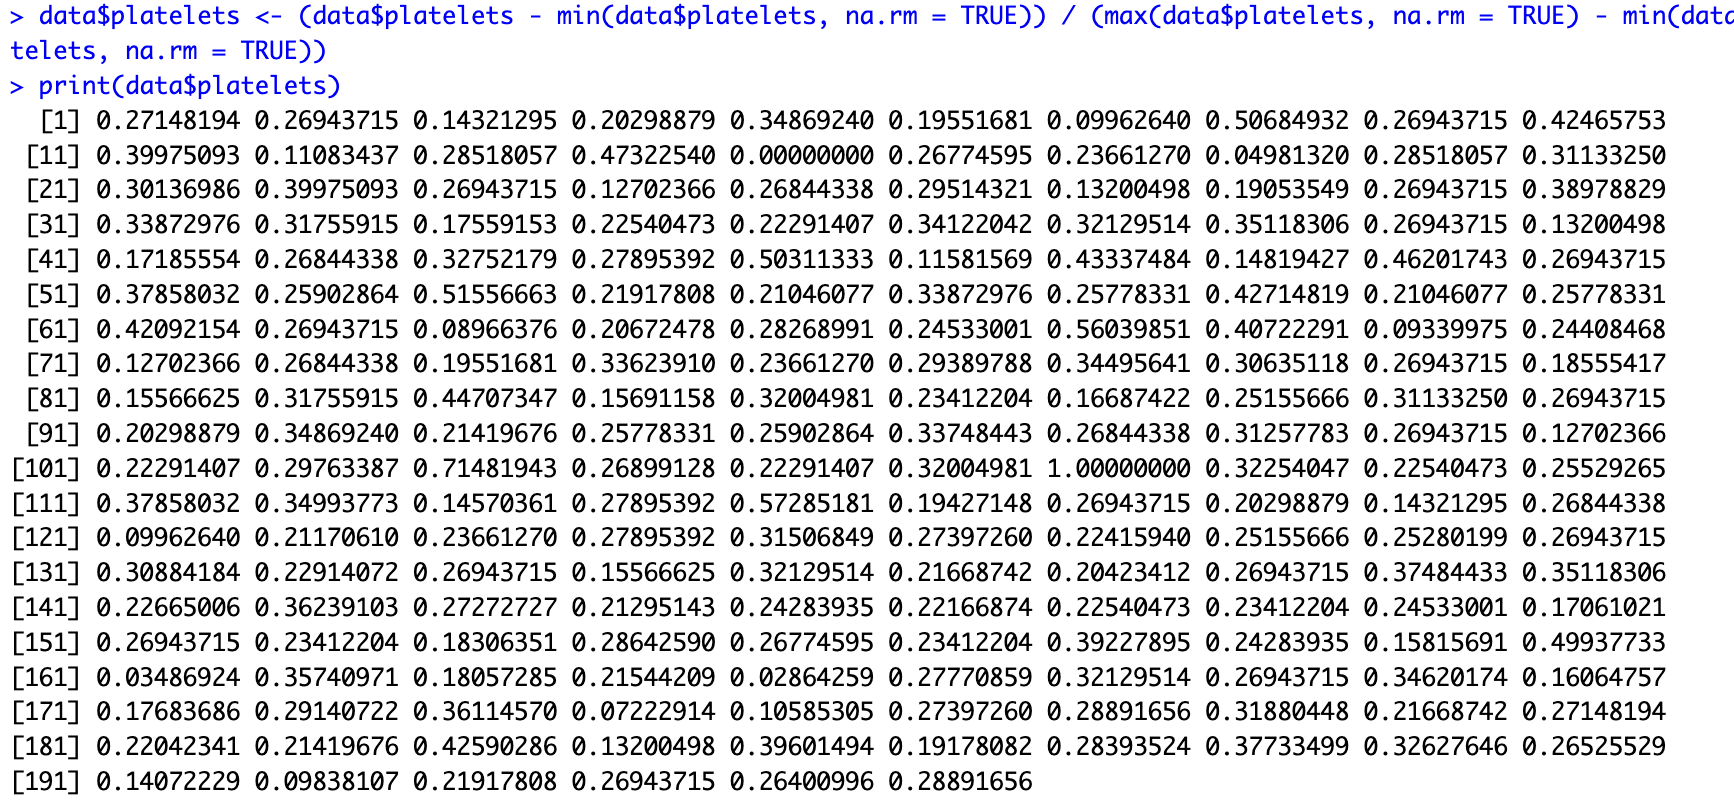 > data$platelets <- (data$platelets - min(data$platelets, na.rm = TRUE)) / (max(data$platelets, na.rm = TRUE) - min(data
telets, na.rm = TRUE))
> print(data$platelets)
[1] 0.27148194 0.26943715 0.14321295 0.20298879 0.34869240 0.19551681 0.09962640 0.50684932 0.26943715 0.42465753
[11] 0.39975093 0.11083437 0.28518057 0.47322540 0.00000000 0.26774595 0.23661270 0.04981320 0.28518057 0.31133250
[21] 0.30136986 0.39975093 0.26943715 0.12702366 0.26844338 0.29514321 0.13200498 0.19053549 0.26943715 0.38978829
[31] 0.33872976 0.31755915 0.17559153 0.22540473 0.22291407 0.34122042 0.32129514 0.35118306 0.26943715 0.13200498
[41] 0.17185554 0.26844338 0.32752179 0.27895392 0.50311333 0.11581569 0.43337484 0.14819427 0.46201743 0.26943715
[51] 0.37858032 0.25902864 0.51556663 0.21917808 0.21046077 0.33872976 0.25778331 0.42714819 0.21046077 0.25778331
[61] 0.42092154 0.26943715 0.08966376 0.20672478 0.28268991 0.24533001 0.56039851 0.40722291 0.09339975 0.24408468
[71] 0.12702366 0.26844338 0.19551681 0.33623910 0.23661270 0.29389788 0.34495641 0.30635118 0.26943715 0.18555417
[81] 0.15566625 0.31755915 0.44707347 0.15691158 0.32004981 0.23412204 0.16687422 0.25155666 0.31133250 0.26943715
[91] 0.20298879 0.34869240 0.21419676 0.25778331 0.25902864 0.33748443 0.26844338 0.31257783 0.26943715 0.12702366
[101] 0.22291407 0.29763387 0.71481943 0.26899128 0.22291407 0.32004981 1.00000000 0.32254047 0.22540473 0.25529265
[111] 0.37858032 0.34993773 0.14570361 0.27895392 0.57285181 0.19427148 0.26943715 0.20298879 0.14321295 0.26844338
[121] 0.09962640 0.21170610 0.23661270 0.27895392 0.31506849 0.27397260 0.22415940 0.25155666 0.25280199 0.26943715
[131] 0.30884184 0.22914072 0.26943715 0.15566625 0.32129514 0.21668742 0.20423412 0.26943715 0.37484433 0.35118306
[141] 0.22665006 0.36239103 0.27272727 0.21295143 0.24283935 0.22166874 0.22540473 0.23412204 0.24533001 0.17061021
[151] 0.26943715 0.23412204 0.18306351 0.28642590 0.26774595 0.23412204 0.39227895 0.24283935 0.15815691 0.49937733
[161] 0.03486924 0.35740971 0.18057285 0.21544209 0.02864259 0.27770859 0.32129514 0.26943715 0.34620174 0.16064757
[171] 0.17683686 0.29140722 0.36114570 0.07222914 0.10585305 0.27397260 0.28891656 0.31880448 0.21668742 0.27148194
[181] 0.22042341 0.21419676 0.42590286 0.13200498 0.39601494 0.19178082 0.28393524 0.37733499 0.32627646 0.26525529
[191] 0.14072229 0.09838107 0.21917808 0.26943715 0.26400996 0.28891656